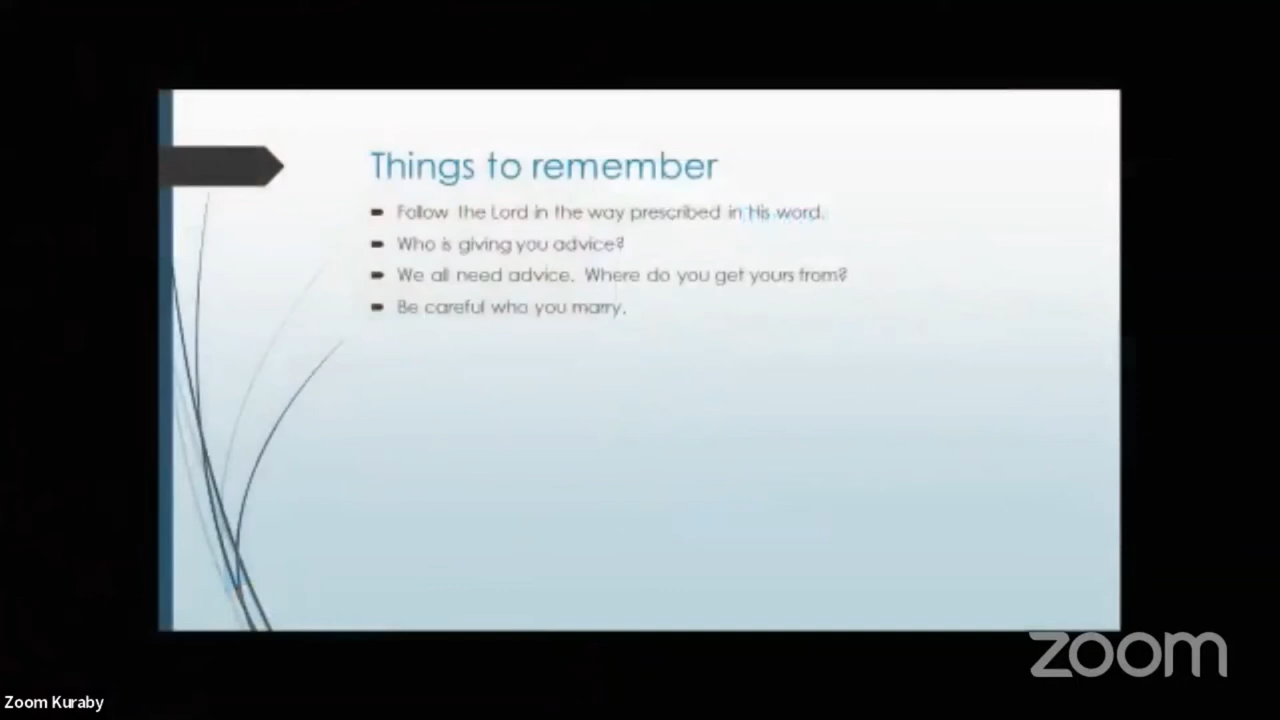 Things to remember
Follow the Lord in the way prescribed in His word.
Who is giving you advice?
We all need advice. Where do you get yours from?
Be careful who you marry.
zoom
Zoom Kuraby